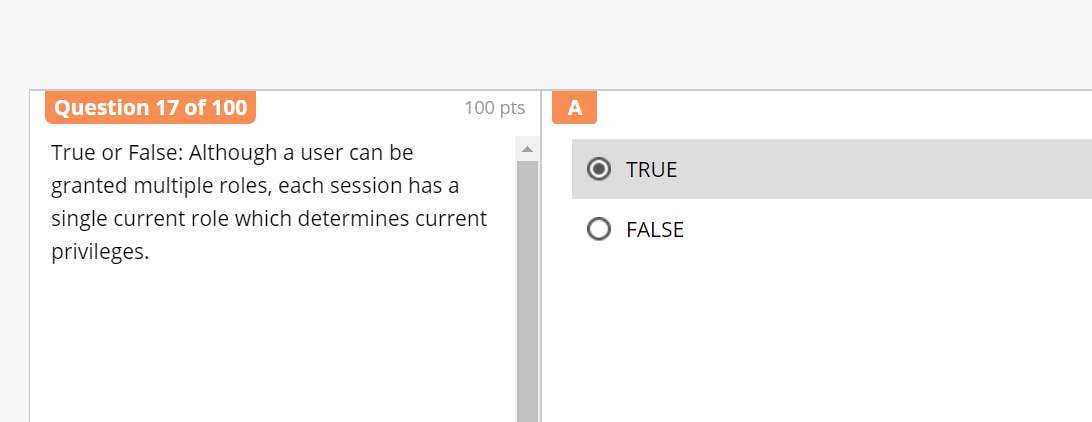 Question 17 of 100
100 pts
True or False: Although a user can be
granted multiple roles, each session has a
single current role which determines current
privileges.
A
TRUE
FALSE